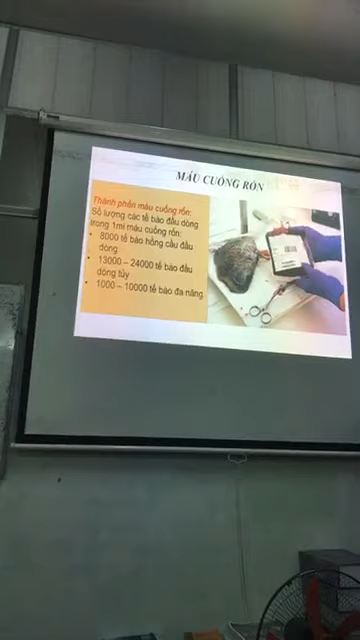 MÁU CUỐNG RỐN
Thành phần máu cuống rốn:
Số lượng các tế bào đầu dòng
trong 1ml máu cuống rốn:
• 8000 tế bào hồng cầu đầu
dòng
• 13000 – 24000 tế bào đầu
dòng tủy
• 1000 – 10000 tế bào đa năng